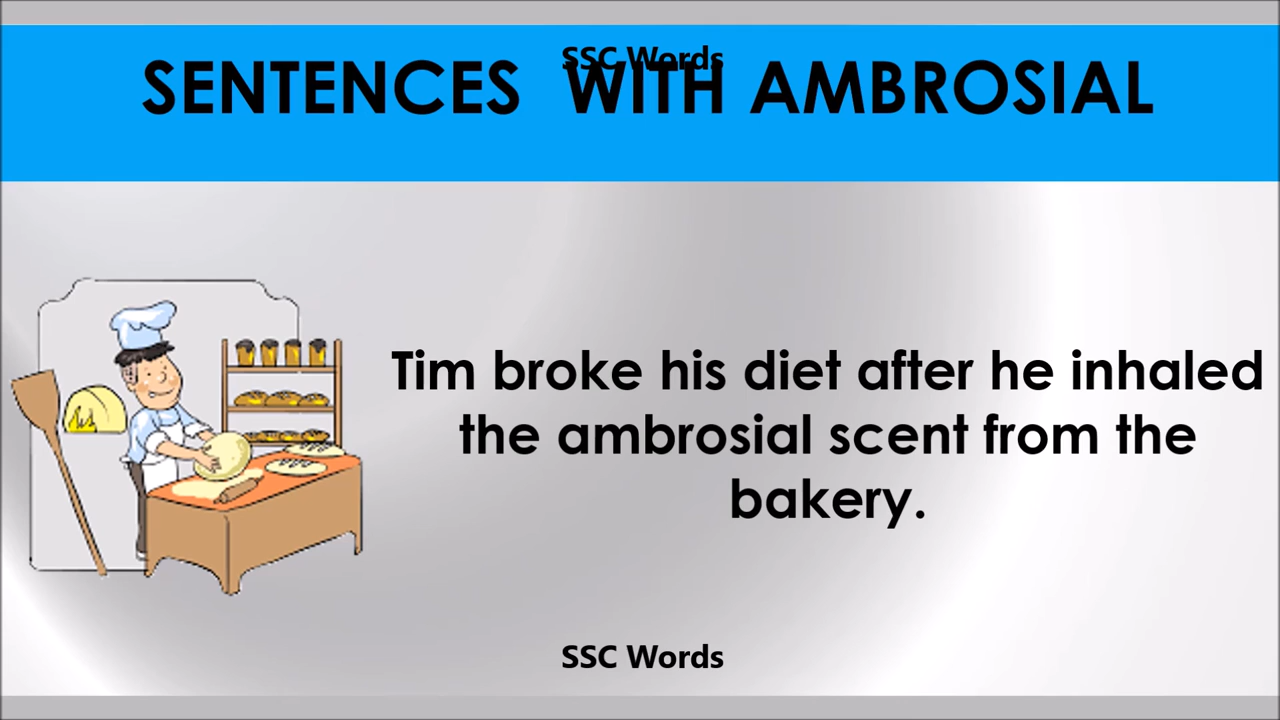 SSC Words
SENTENCES WITH AMBROSIAL
Tim broke his diet after he inhaled
the ambrosial scent from the
bakery.
SSC Words